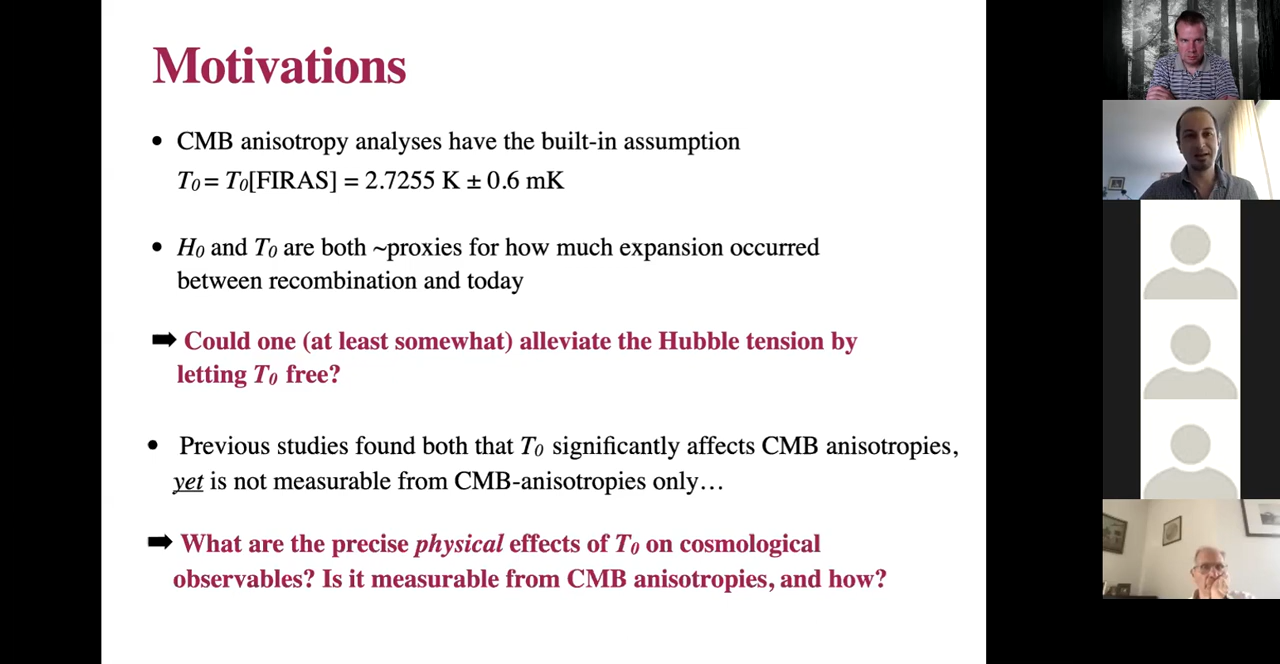 Motivations
• CMB anisotropy analyses have the built-in assumption
T₀ = T₀[FIRAS] = 2.7255 K ± 0.6 mK
• H₀ and T₀ are both ~proxies for how much expansion occurred
between recombination and today
➡ Could one (at least somewhat) alleviate the Hubble tension by
letting T₀ free?
• Previous studies found both that T₀ significantly affects CMB anisotropies,
yet is not measurable from CMB-anisotropies only…
➡ What are the precise physical effects of T₀ on cosmological
observables? Is it measurable from CMB anisotropies, and how?